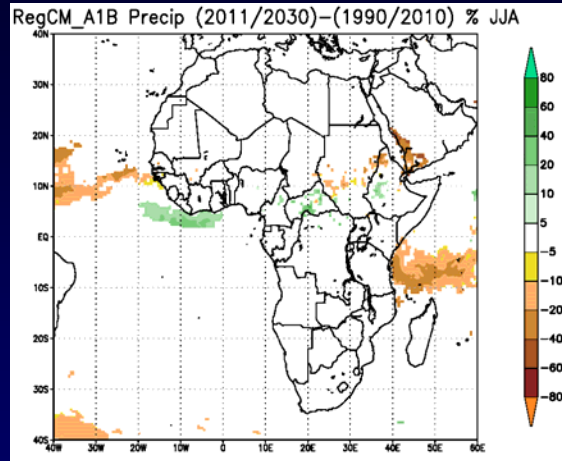 RegCM_A1B Precip (2011/2030)-(1990/2010) % JJA
40N
30N
20N
10N
EQ
10S
20S
30S
40S
40W 30W 20W 10W 0 10E 20E 30E 40E 50E 60E
80
60
40
20
10
5
-5
-10
-20
-40
-60
-80